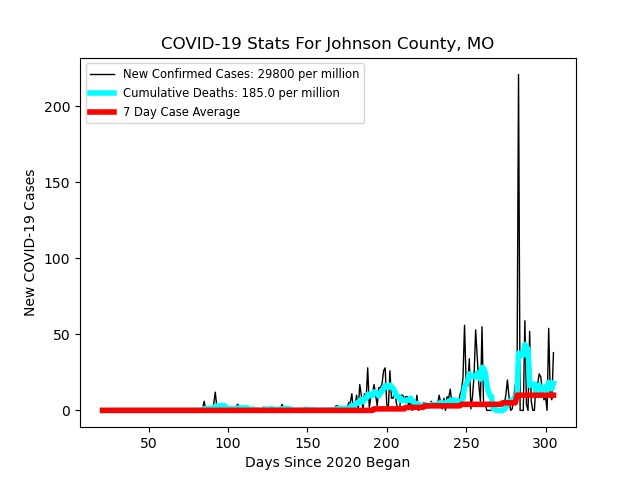 COVID-19 Stats For Johnson County, MO
New Confirmed Cases: 29800 per million
Cumulative Deaths: 185.0 per million
7 Day Case Average
New COVID-19 Cases
200
150
100
50
0
50 100 150 200 250 300
Days Since 2020 Began